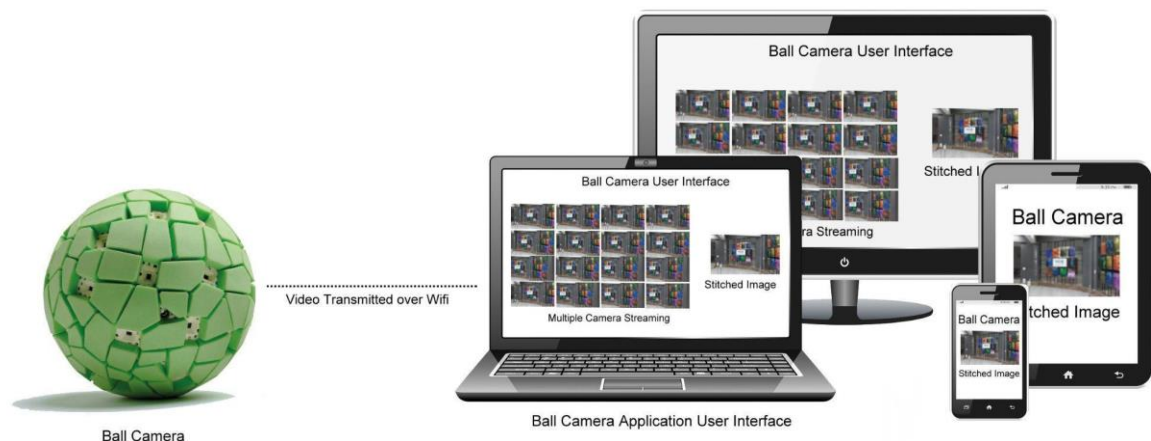 Ball Camera User Interface
Stitched I
ra Streaming
Ball Camera User Interface
Stitched Image
Multiple Camera Streaming
Ball Camera
titched Image
Ball Camera
Stitched Image
Video Transmitted over Wifi
Ball Camera Application User Interface
Ball Camera